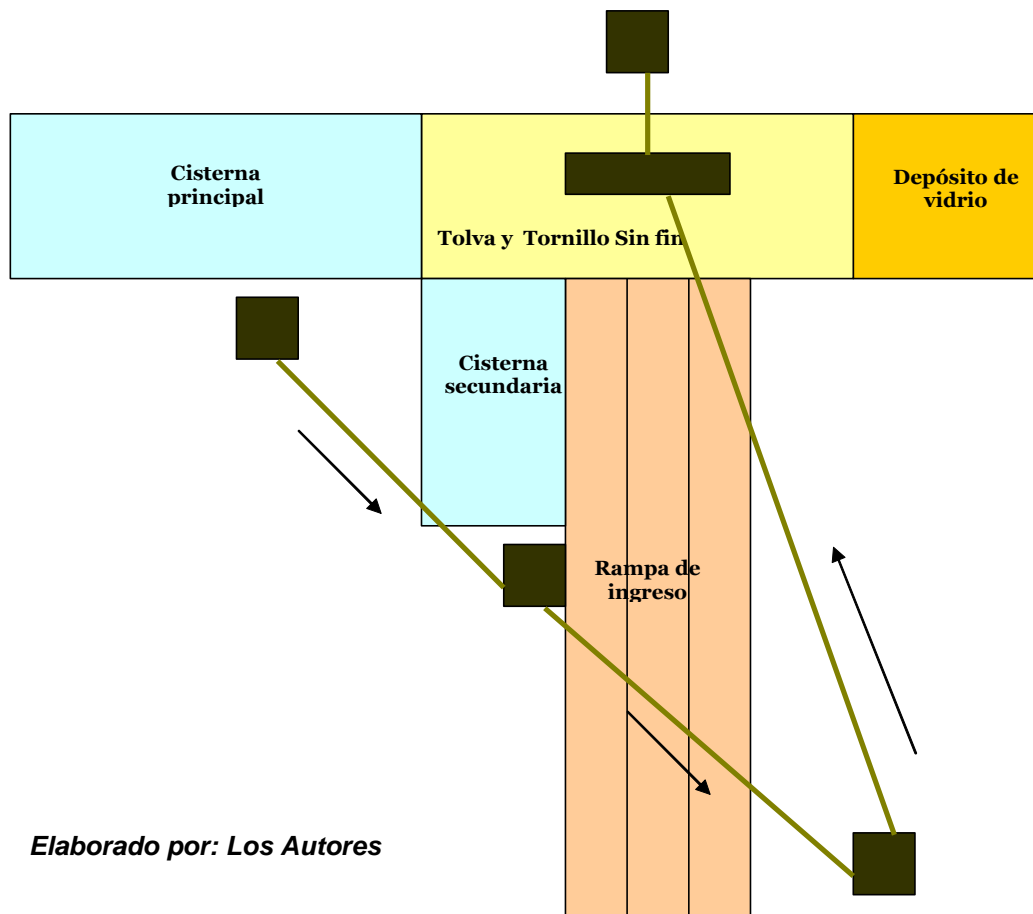 Cisterna
principal
Depósito de
vidrio
Tolva y Tornillo Sin fin
Cisterna
secundaria
Rampa de
ingreso
Elaborado por: Los Autores